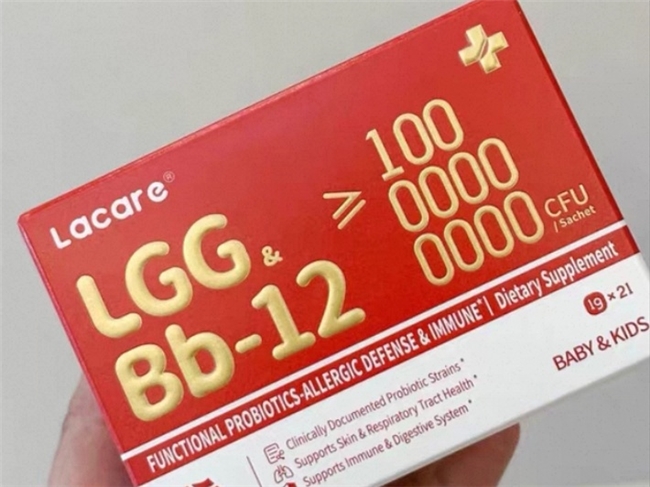 Lacare®
LGG &
Bb-12
≥ 100
0000
0000 CFU
/ Sachet
FUNCTIONAL PROBIOTICS-ALLERGIC DEFENSE & IMMUNE* | Dietary Supplement
1g×21
BABY & KIDS
Clinically Documented Probiotic Strains*
Supports Skin & Respiratory Tract Health*
Supports Immune & Digestive System*